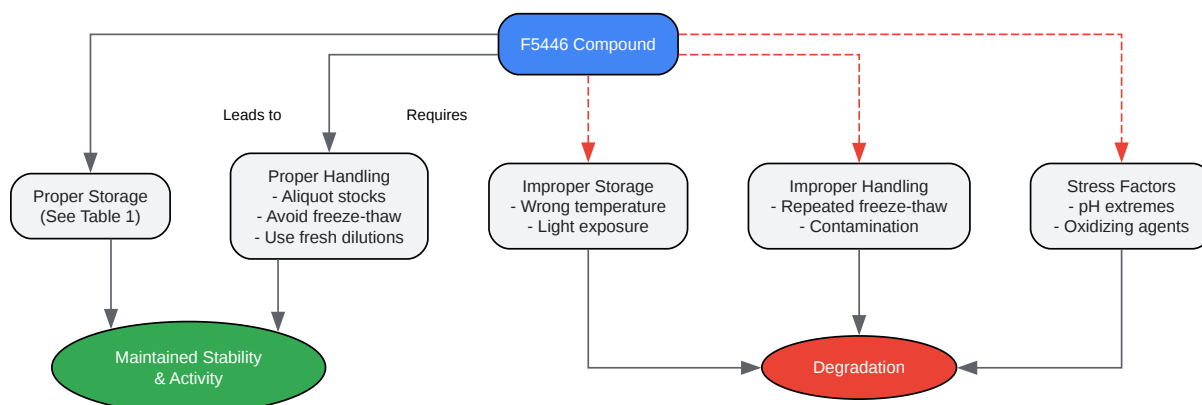 F5446 Compound
Leads to
Requires
Proper Storage
(See Table 1)
Proper Handling
- Aliquot stocks
- Avoid freeze-thaw
- Use fresh dilutions
Improper Storage
- Wrong temperature
- Light exposure
Improper Handling
- Repeated freeze-thaw
- Contamination
Stress Factors
- pH extremes
- Oxidizing agents
Maintained Stability
& Activity
Degradation